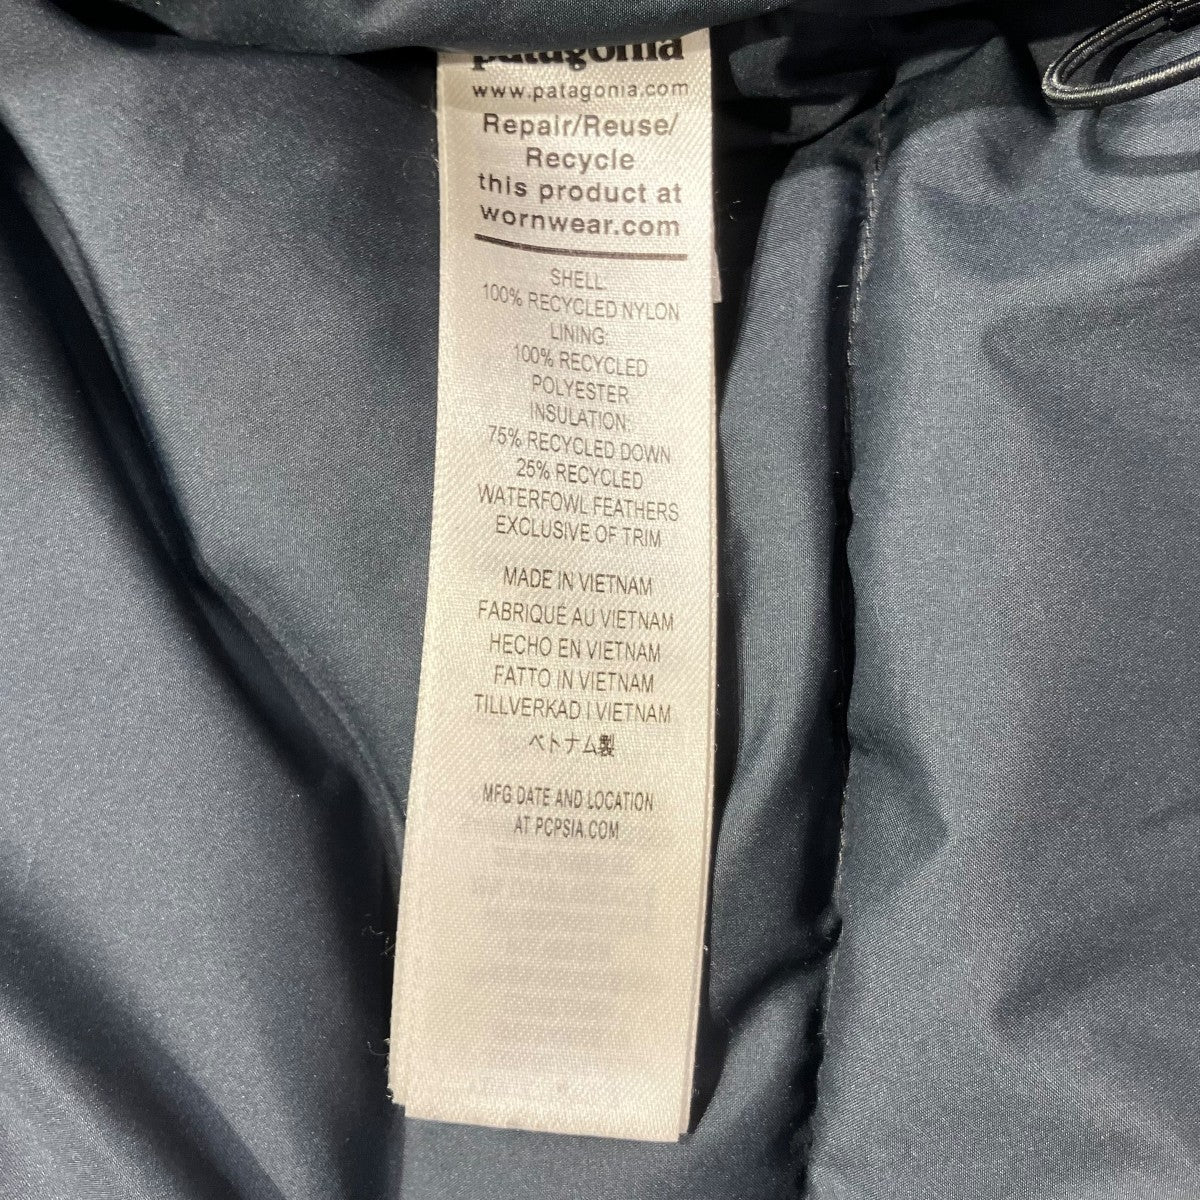 patagonia
www.patagonia.com
Repair/Reuse/
Recycle
this product at
wornwear.com
SHELL:
100% RECYCLED NYLON
LINING:
100% RECYCLED
POLYESTER
INSULATION:
75% RECYCLED DOWN
25% RECYCLED
WATERFOWL FEATHERS
EXCLUSIVE OF TRIM
MADE IN VIETNAM
FABRIQUÉ AU VIETNAM
HECHO EN VIETNAM
FATTO IN VIETNAM
TILLVERKAD I VIETNAM
ベトナム製
MFG DATE AND LOCATION
AT PCPSIA.COM